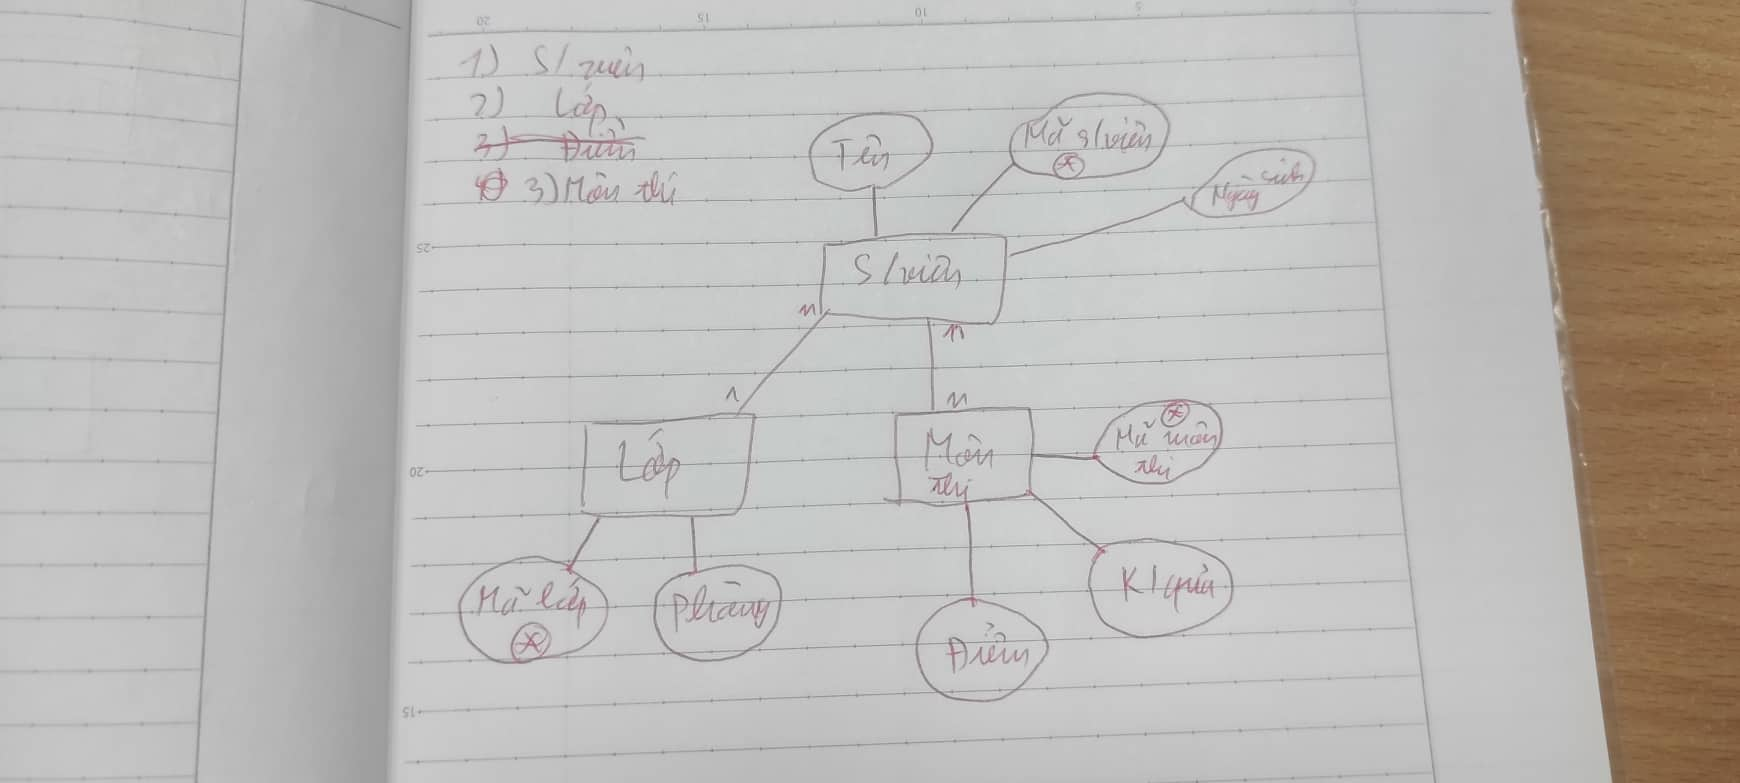 20 15 10 5
1) S/viên
2) Lớp
3) Điểm
3) Môn thi
Tên
Mã s/viên
Ngày sinh
25
S/viên
n
n
1
n
Lớp
Môn
thi
Mã môn
thi
20
Mã lớp
Phòng
K/quả
Điểm
15